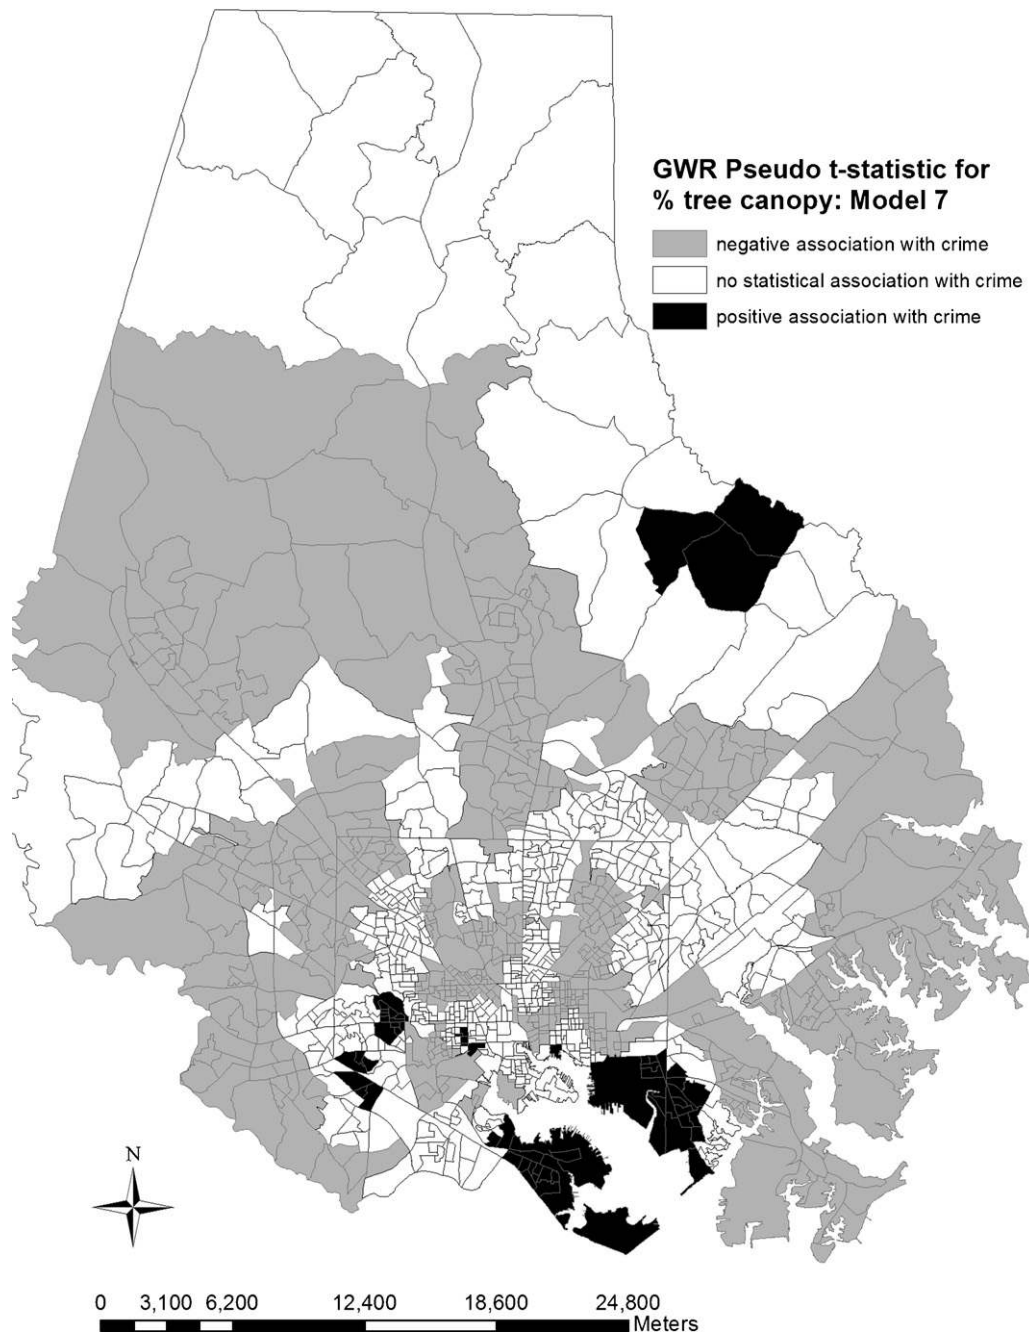 GWR Pseudo t-statistic for
% tree canopy: Model 7
negative association with crime
no statistical association with crime
positive association with crime
N
0 3,100 6,200 12,400 18,600 24,800
Meters